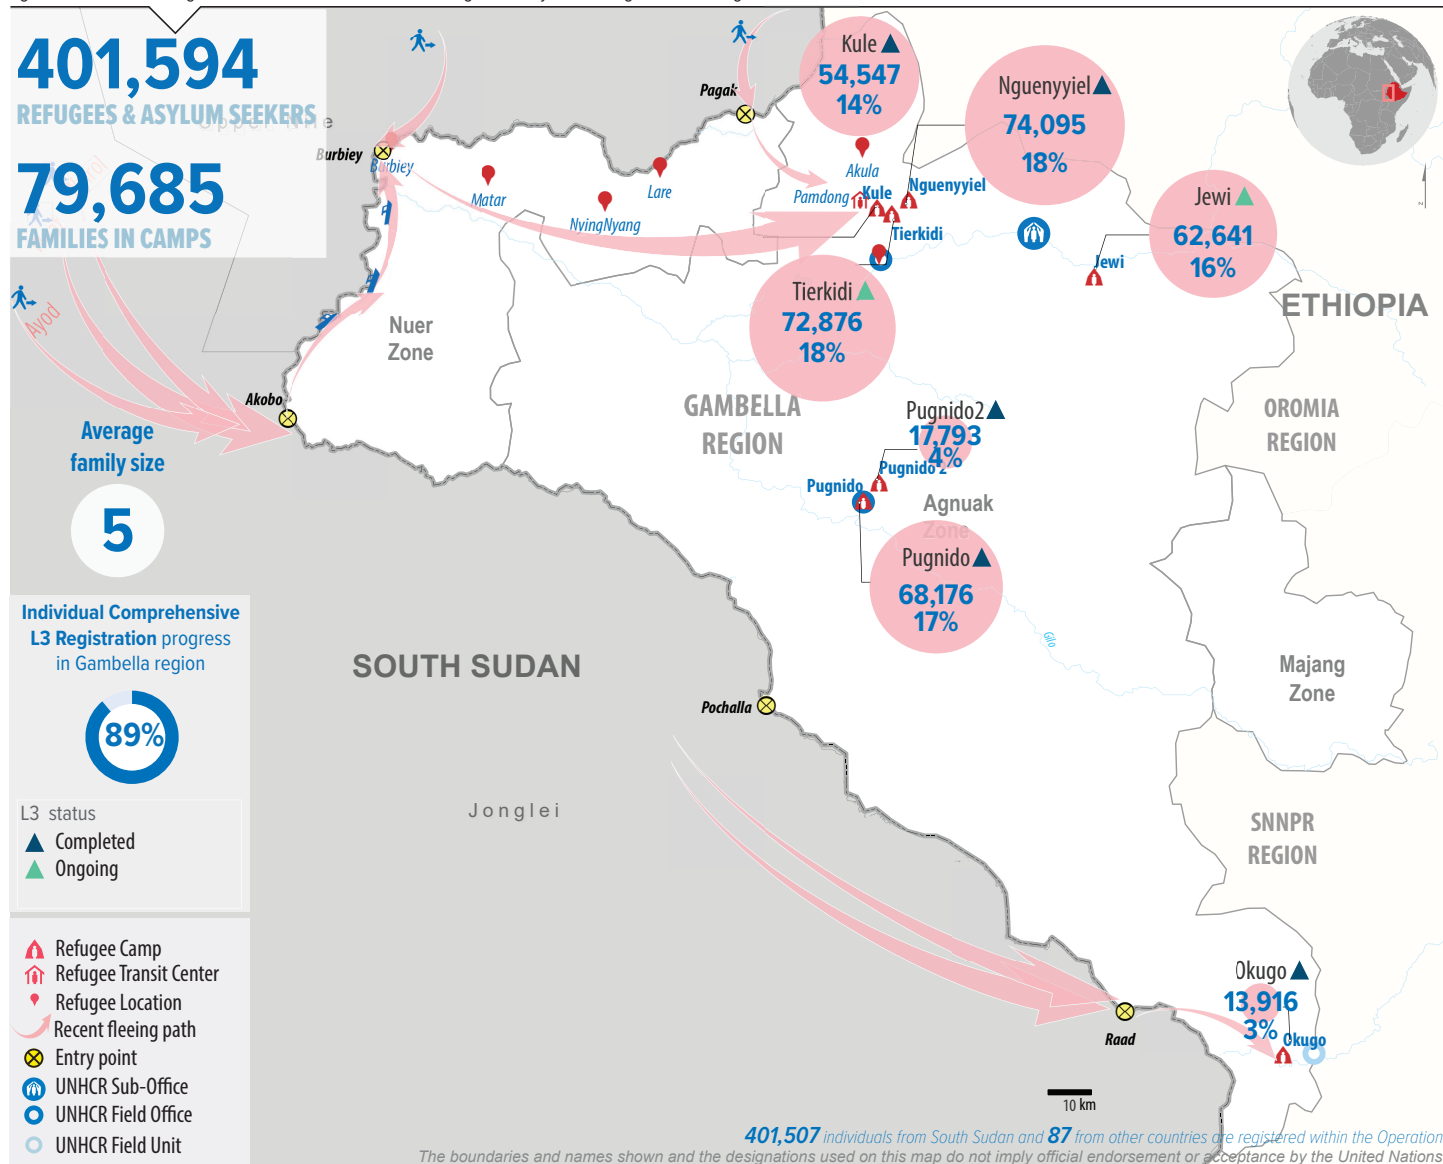 401,594
REFUGEES & ASYLUM SEEKERS
79,685
FAMILIES IN CAMPS
Ayod
Average
family size
5
Individual Comprehensive
L3 Registration progress
in Gambella region
89%
L3 status
Completed
Ongoing
Refugee Camp
Refugee Transit Center
Refugee Location
Recent fleeing path
Entry point
UNHCR Sub-Office
UNHCR Field Office
UNHCR Field Unit
Burbiey
Burbiey
Pagak
Matar
NyingNyang
Lare
Akula
Pamdong
Kule
Nguenyyiel
Tierkidi
Jewi
Kule
54,547
14%
Nguenyyiel
74,095
18%
Jewi
62,641
16%
Tierkidi
72,876
18%
ETHIOPIA
Nuer
Zone
Akobo
GAMBELLA
REGION
OROMIA
REGION
Pugnido2
17,793
4%
Pugnido 2
Pugnido
Agnuak
Zone
Pugnido
68,176
17%
Gilo
SOUTH SUDAN
Majang
Zone
Pochalla
Jonglei
SNNPR
REGION
Okugo
13,916
3%
Okugo
Raad
10 km
401,507 individuals from South Sudan and 87 from other countries are registered within the Operation
The boundaries and names shown and the designations used on this map do not imply official endorsement or acceptance by the United Nations